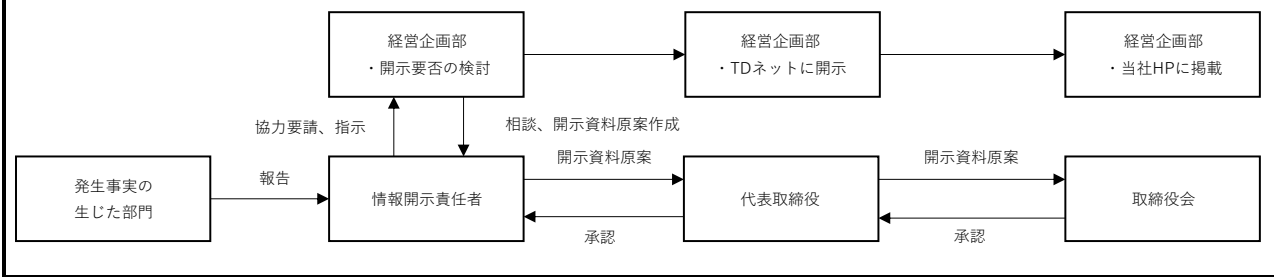 経営企画部
・開示要否の検討
経営企画部
・TDネットに開示
経営企画部
・当社HPに掲載
協力要請、指示
相談、開示資料原案作成
発生事実の
生じた部門
報告
情報開示責任者
開示資料原案
承認
代表取締役
開示資料原案
承認
取締役会